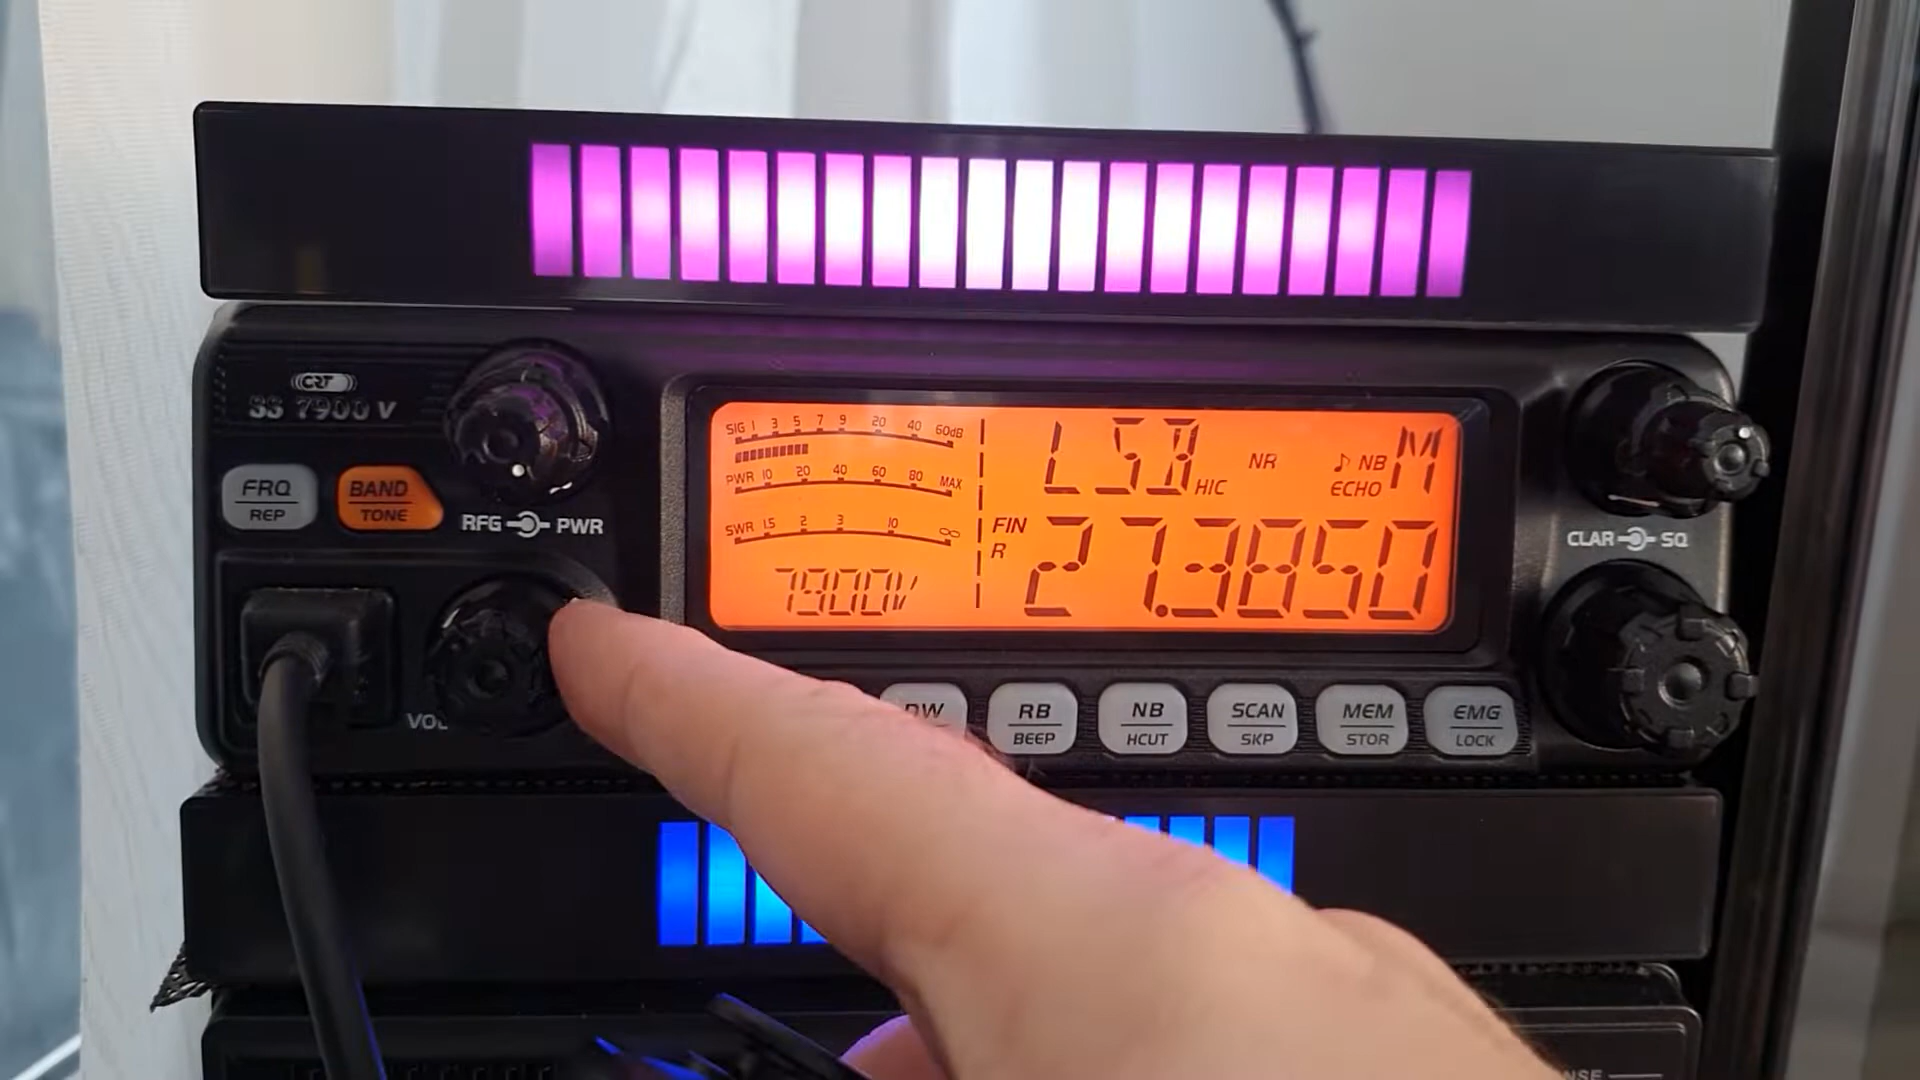 CRT
SS 7900 V
FRQ
REP
BAND
TONE
RFG PWR
VOL
SIG 1 3 5 7 9 20 40 60dB
PWR 10 20 40 60 80 MAX
SWR 1.5 2 3 10 ∞
7900V
LSB HIC NR ♪ NB ECHO M
FIN
R
27.3850
CLAR SQ
DW
RB
BEEP
NB
HCUT
SCAN
SKP
MEM
STOR
EMG
LOCK